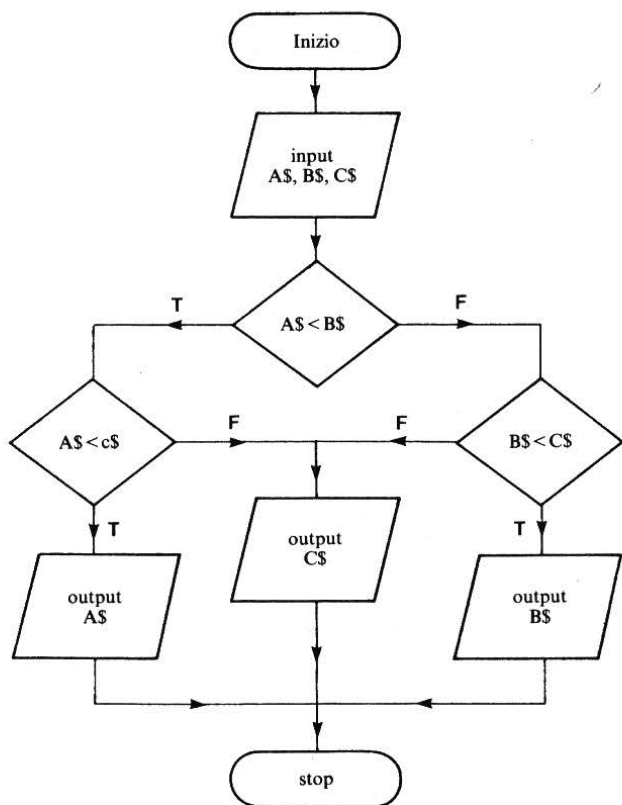 Inizio
input
A$, B$, C$
A$ < B$
T
F
A$ < c$
F
F
B$ < C$
T
output
C$
T
output
A$
output
B$
stop